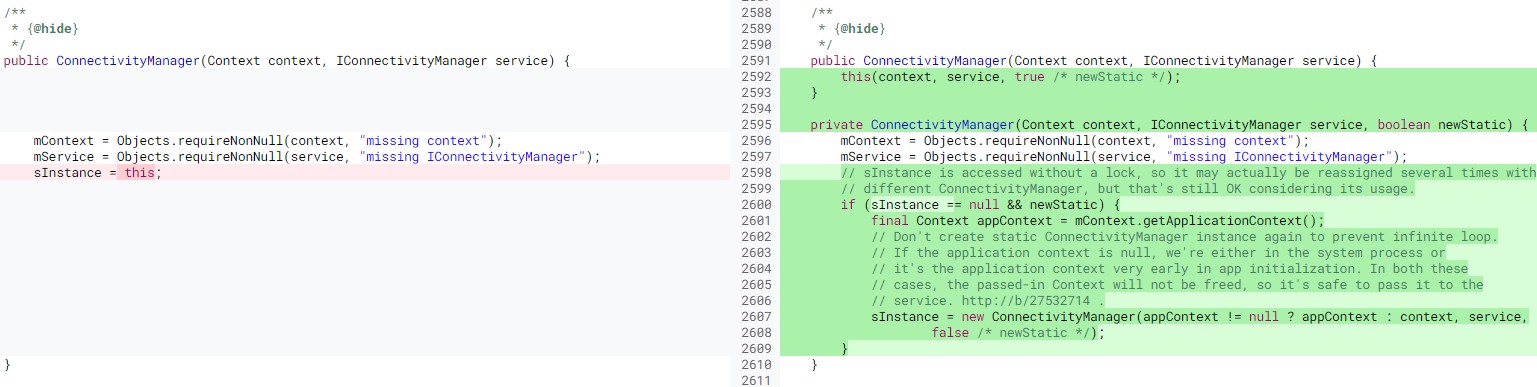 /**
 * {@hide}
 */
public ConnectivityManager(Context context, IConnectivityManager service) {
    mContext = Objects.requireNonNull(context, "missing context");
    mService = Objects.requireNonNull(service, "missing IConnectivityManager");
    sInstance = this;
}
2588 /**
2589  * {@hide}
2590  */
2591 public ConnectivityManager(Context context, IConnectivityManager service) {
2592     this(context, service, true /* newStatic */);
2593 }
2594
2595 private ConnectivityManager(Context context, IConnectivityManager service, boolean newStatic) {
2596     mContext = Objects.requireNonNull(context, "missing context");
2597     mService = Objects.requireNonNull(service, "missing IConnectivityManager");
2598     // sInstance is accessed without a lock, so it may actually be reassigned several times with
2599     // different ConnectivityManager, but that's still OK considering its usage.
2600     if (sInstance == null && newStatic) {
2601         final Context appContext = mContext.getApplicationContext();
2602         // Don't create static ConnectivityManager instance again to prevent infinite loop.
2603         // If the application context is null, we're either in the system process or
2604         // it's the application context very early in app initialization. In both these
2605         // cases, the passed-in Context will not be freed, so it's safe to pass it to the
2606         // service. http://b/27532714 .
2607         sInstance = new ConnectivityManager(appContext != null ? appContext : context, service,
2608                 false /* newStatic */);
2609     }
2610 }
2611